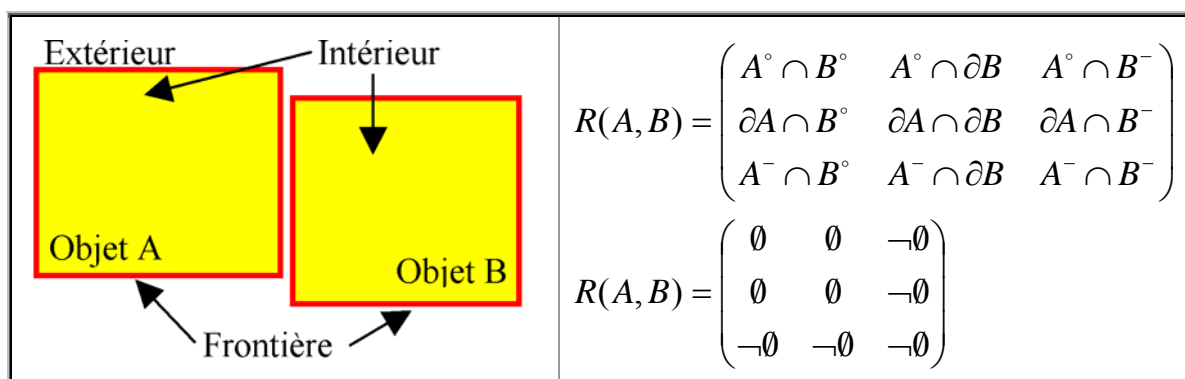 Extérieur Intérieur
Objet A
Objet B
Frontière
R(A, B) = ( A° ∩ B° A° ∩ ∂B A° ∩ B⁻
∂A ∩ B° ∂A ∩ ∂B ∂A ∩ B⁻
A⁻ ∩ B° A⁻ ∩ ∂B A⁻ ∩ B⁻ )
R(A, B) = ( ∅ ∅ ¬∅
∅ ∅ ¬∅
¬∅ ¬∅ ¬∅ )